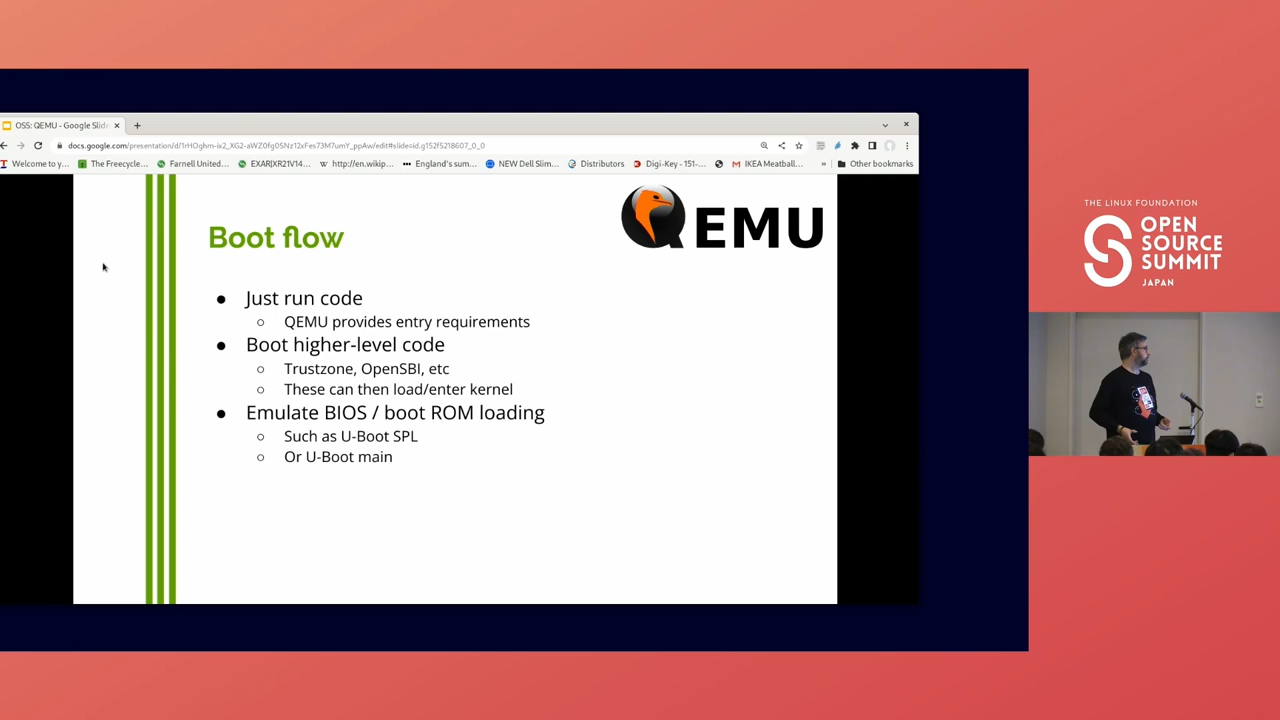 OSS: QEMU - Google Slide
docs.google.com/presentation/d/1rHOghm-ix2_XG2-aWZ0fg0SNz12xFes73M7umY_ppAw/edit#slide=id.g152f5218607_0_0
Welcome to y... The Freecycle... Farnell United... EXAR|XR21V14... http://en.wikip... England's sum... NEW Dell Slim... Distributors Digi-Key - 151-... IKEA Meatball... » Other bookmarks
QEMU
Boot flow
● Just run code
○ QEMU provides entry requirements
● Boot higher-level code
○ Trustzone, OpenSBI, etc
○ These can then load/enter kernel
● Emulate BIOS / boot ROM loading
○ Such as U-Boot SPL
○ Or U-Boot main
THE LINUX FOUNDATION
OPEN
SOURCE
SUMMIT
JAPAN